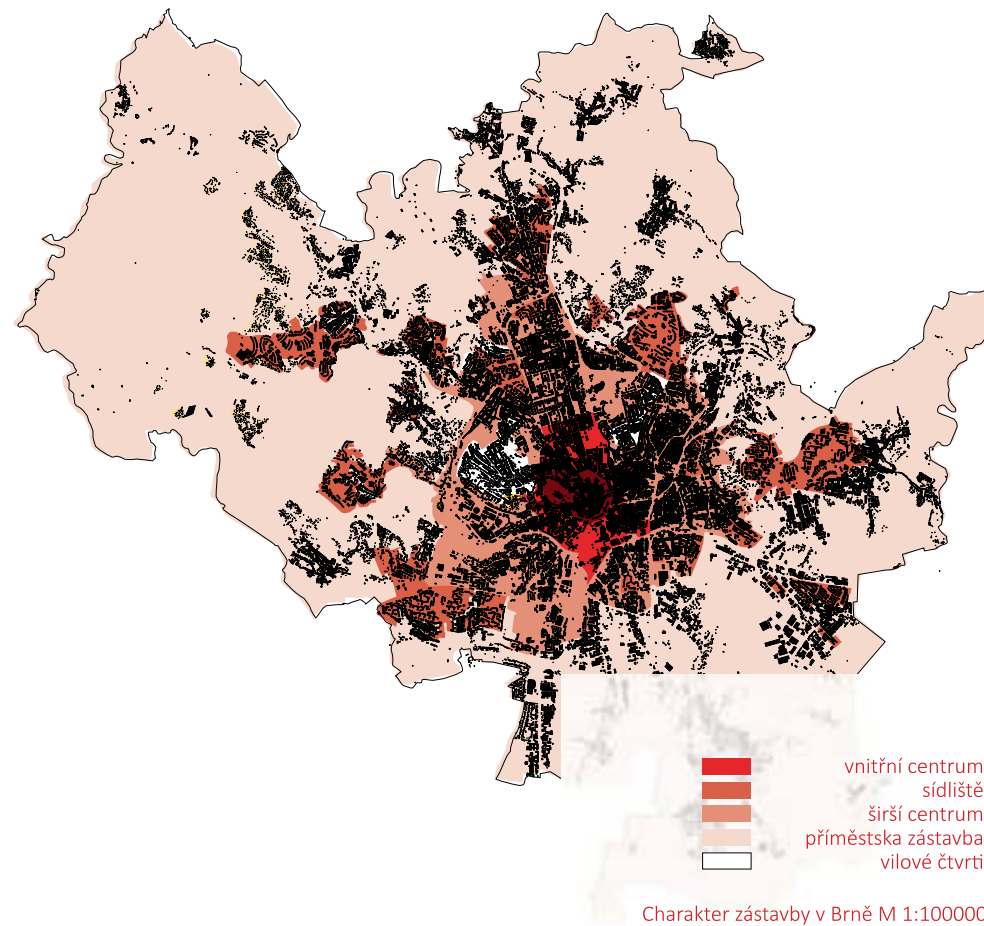 vnitřní centrum
sídliště
širší centrum
příměstska zástavba
vilové čtvrti
Charakter zástavby v Brně M 1:100000